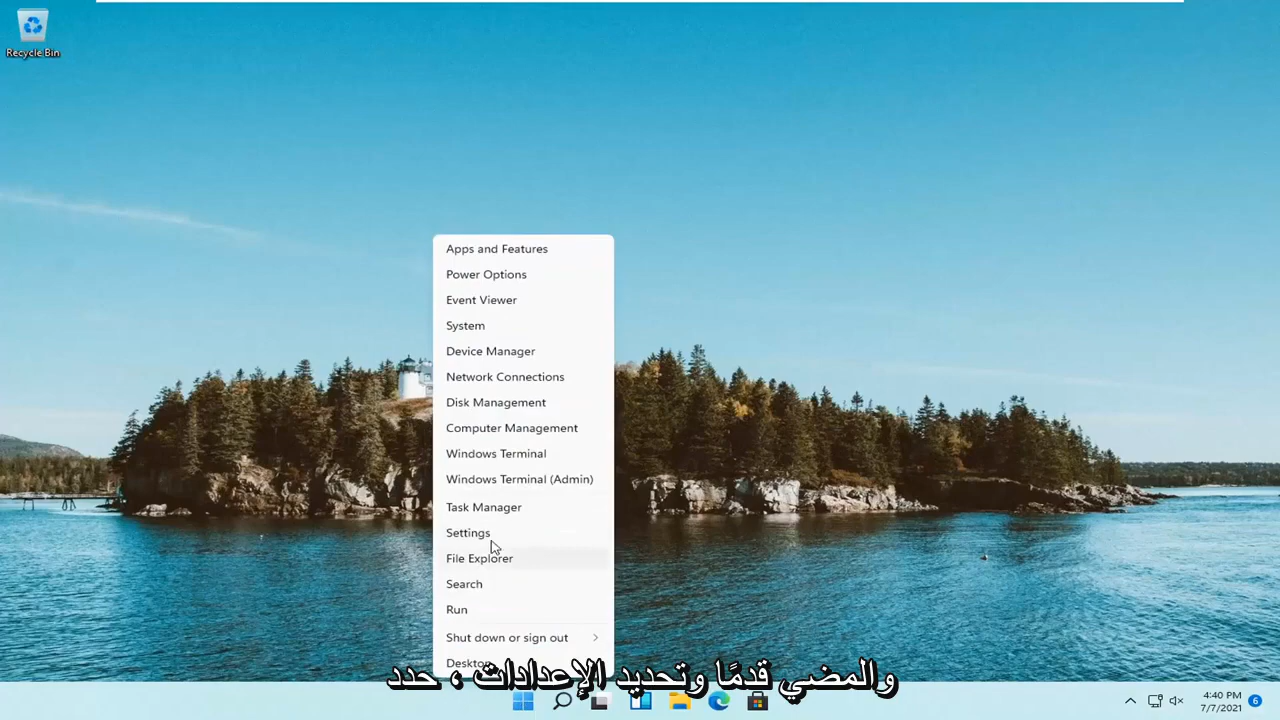 Recycle Bin
Apps and Features
Power Options
Event Viewer
System
Device Manager
Network Connections
Disk Management
Computer Management
Windows Terminal
Windows Terminal (Admin)
Task Manager
Settings
File Explorer
Search
Run
Shut down or sign out
Desktop
والمضي قدمًا وتحديد الإعدادات ، حدد
4:40 PM
7/7/2021
6